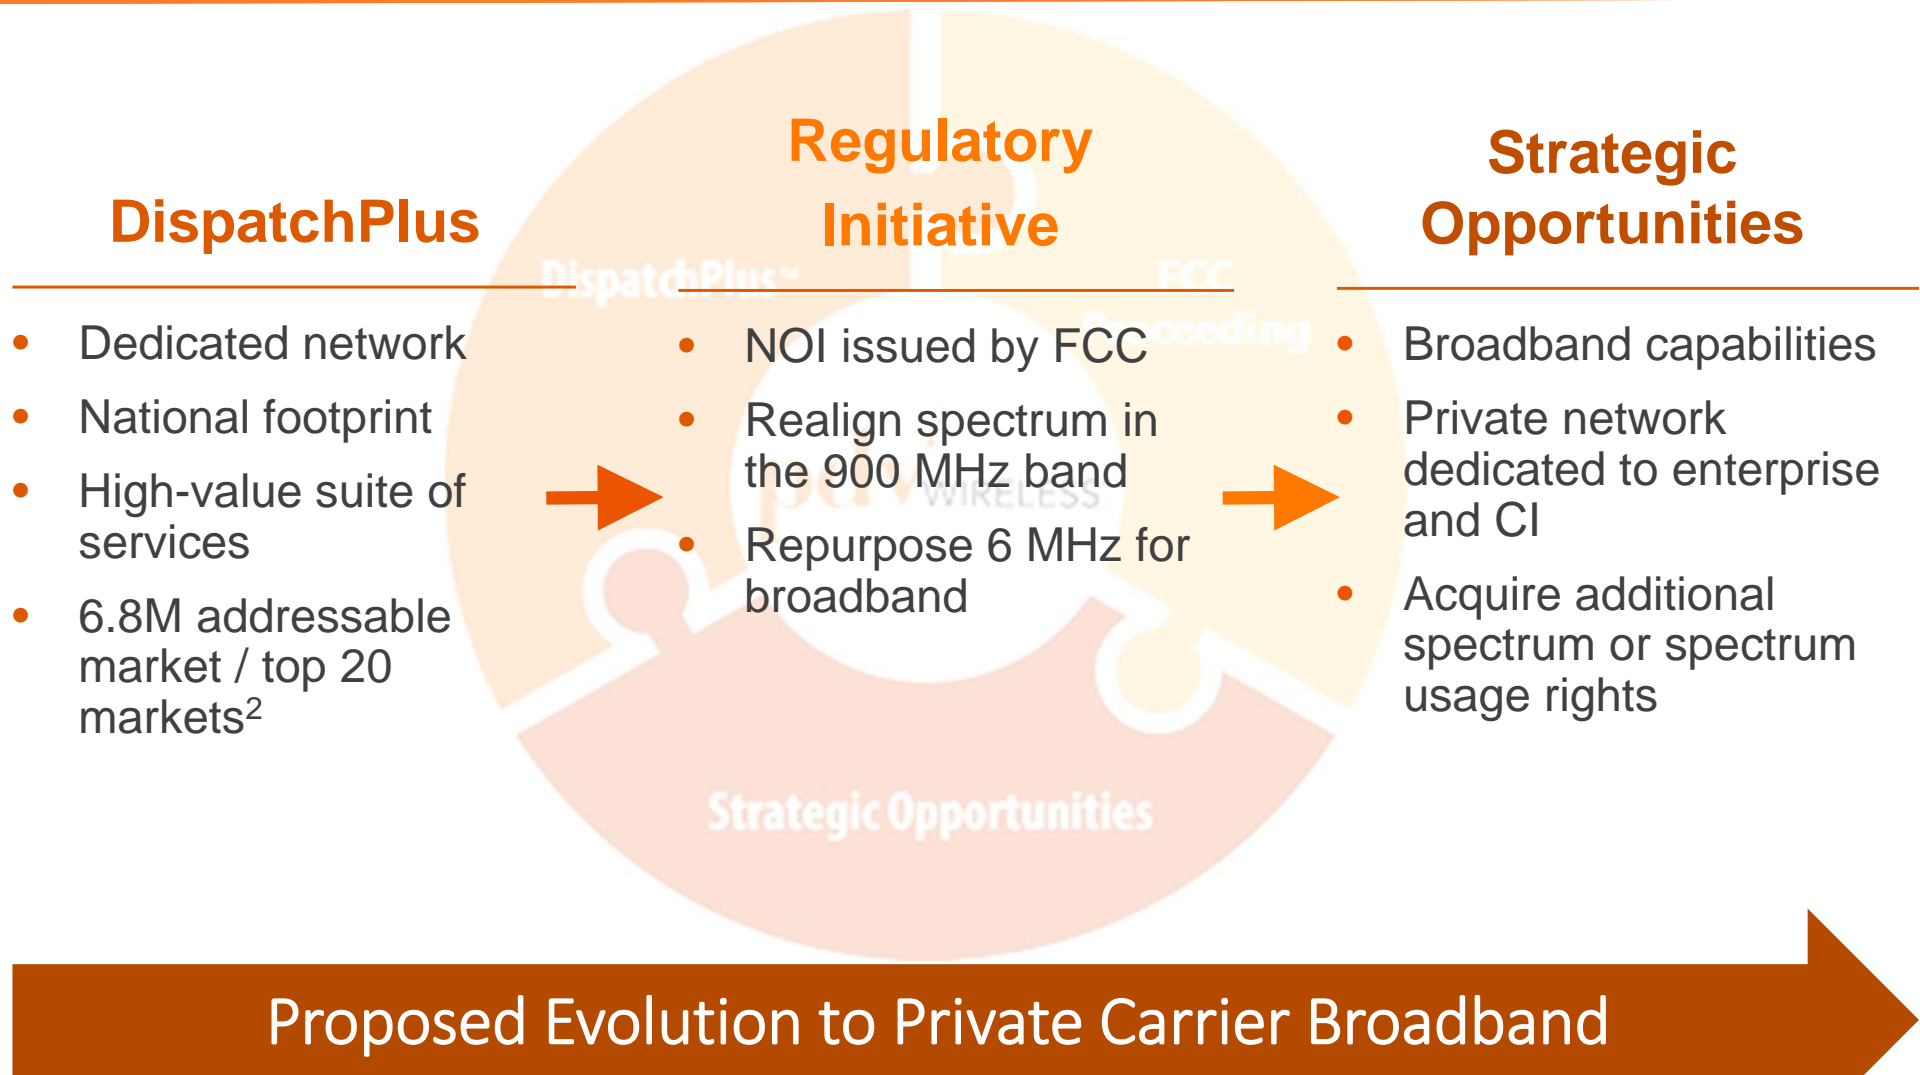 DispatchPlus
• Dedicated network
• National footprint
• High-value suite of
services
• 6.8M addressable
market / top 20
markets²
Regulatory
Initiative
• NOI issued by FCC
• Realign spectrum in
the 900 MHz band
• Repurpose 6 MHz for
broadband
Strategic
Opportunities
• Broadband capabilities
• Private network
dedicated to enterprise
and CI
• Acquire additional
spectrum or spectrum
usage rights
DispatchPlus™
FCC
Proceeding
pdv
WIRELESS
Strategic Opportunities
Proposed Evolution to Private Carrier Broadband